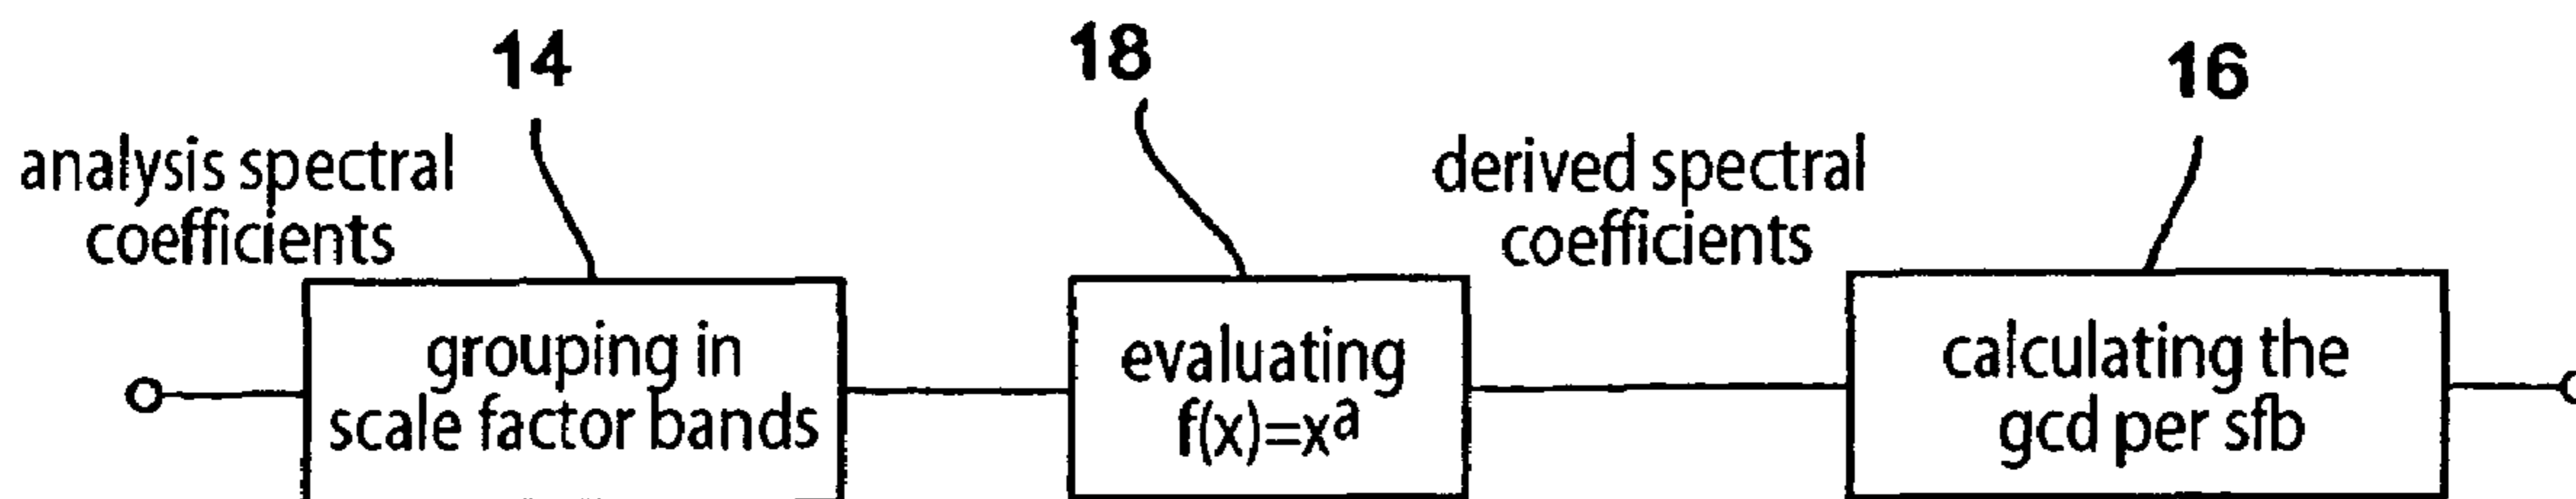 14
18
16
analysis spectral
coefficients
derived spectral
coefficients
grouping in
scale factor bands
evaluating
f(x)=xᵃ
calculating the
gcd per sfb